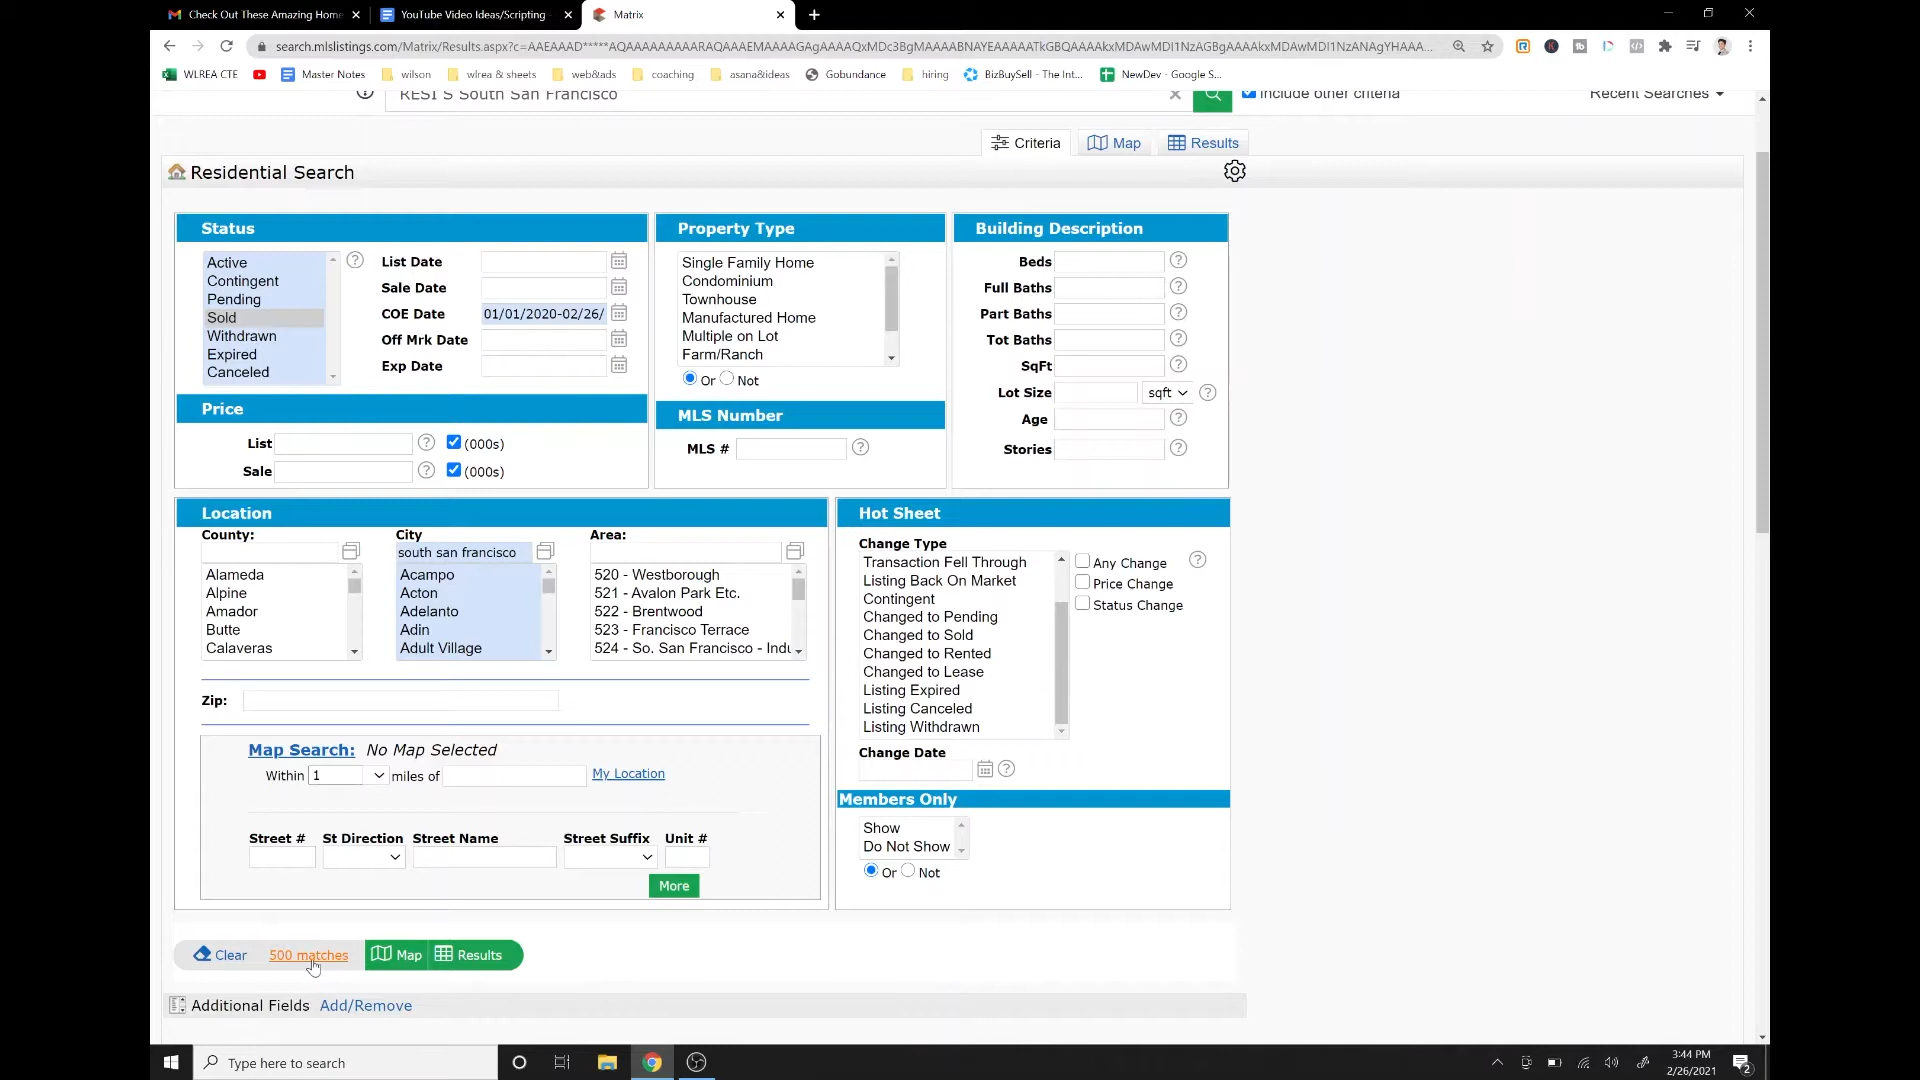 Check Out These Amazing Home
YouTube Video Ideas/Scripting
Matrix
search.mlslistings.com/Matrix/Results.aspx?c=AAEAAAD*****AQAAAAAAAAARAQAAAEMAAAAGAgAAAAQxMDc3BgMAAAABNAYEAAAAATkGBQAAAAkxMDAwMDI1NzAGBgAAAAkxMDAwMDI1NzANAgYHAAA...
WLREA CTE
Master Notes
wilson
wlrea & sheets
web&ads
coaching
asana&ideas
Gobundance
hiring
BizBuySell - The Int...
NewDev - Google S...
RESI S South San Francisco
Include other criteria
Recent Searches
Criteria
Map
Results
Residential Search
Status
Property Type
Building Description
Active
Contingent
Pending
Sold
Withdrawn
Expired
Canceled
List Date
Sale Date
COE Date 01/01/2020-02/26/
Off Mrk Date
Exp Date
Single Family Home
Condominium
Townhouse
Manufactured Home
Multiple on Lot
Farm/Ranch
Or Not
Beds
Full Baths
Part Baths
Tot Baths
SqFt
Lot Size sqft
Age
Stories
Price
List (000s)
Sale (000s)
MLS Number
MLS #
Location
County:
Alameda
Alpine
Amador
Butte
Calaveras
City
south san francisco
Acampo
Acton
Adelanto
Adin
Adult Village
Area:
520 - Westborough
521 - Avalon Park Etc.
522 - Brentwood
523 - Francisco Terrace
524 - So. San Francisco - Indu
Zip:
Map Search: No Map Selected
Within 1 miles of My Location
Street # St Direction Street Name Street Suffix Unit #
More
Hot Sheet
Change Type
Transaction Fell Through
Listing Back On Market
Contingent
Changed to Pending
Changed to Sold
Changed to Rented
Changed to Lease
Listing Expired
Listing Canceled
Listing Withdrawn
Any Change
Price Change
Status Change
Change Date
Members Only
Show
Do Not Show
Or Not
Clear 500 matches Map Results
Additional Fields Add/Remove
Type here to search
3:44 PM
2/26/2021
2